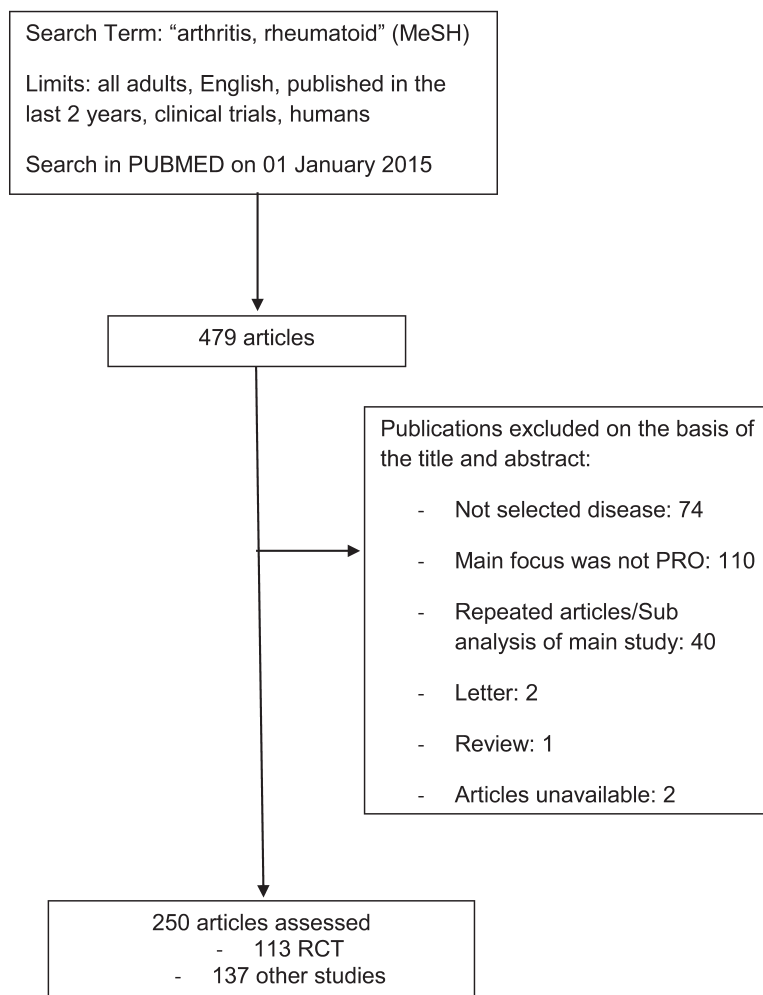 Search Term: “arthritis, rheumatoid” (MeSH)
Limits: all adults, English, published in the
last 2 years, clinical trials, humans
Search in PUBMED on 01 January 2015
479 articles
Publications excluded on the basis of
the title and abstract:
- Not selected disease: 74
- Main focus was not PRO: 110
- Repeated articles/Sub
analysis of main study: 40
- Letter: 2
- Review: 1
- Articles unavailable: 2
250 articles assessed
- 113 RCT
- 137 other studies